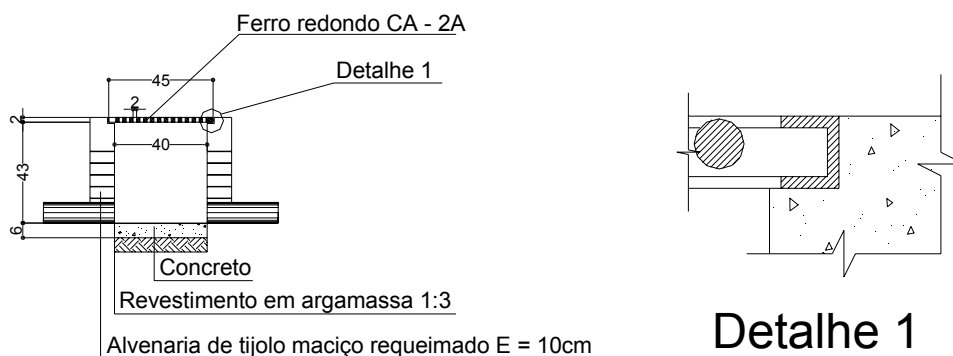 Ferro redondo CA - 2A
Detalhe 1
45
2
2
40
43
6
Concreto
Revestimento em argamassa 1:3
Alvenaria de tijolo maciço requeimado E = 10cm
Detalhe 1